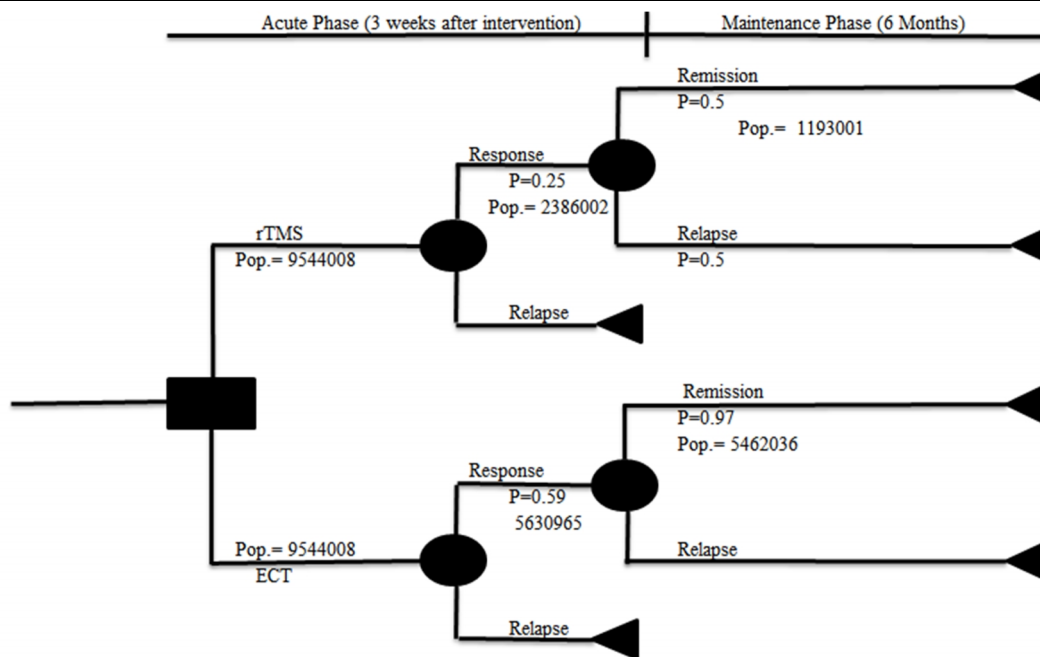 Acute Phase (3 weeks after intervention)
Maintenance Phase (6 Months)
Remission
P=0.5
Pop.= 1193001
Response
P=0.25
Pop.= 2386002
rTMS
Pop.= 9544008
Relapse
P=0.5
Relapse
Remission
P=0.97
Pop.= 5462036
Response
P=0.59
5630965
Pop.= 9544008
ECT
Relapse
Relapse